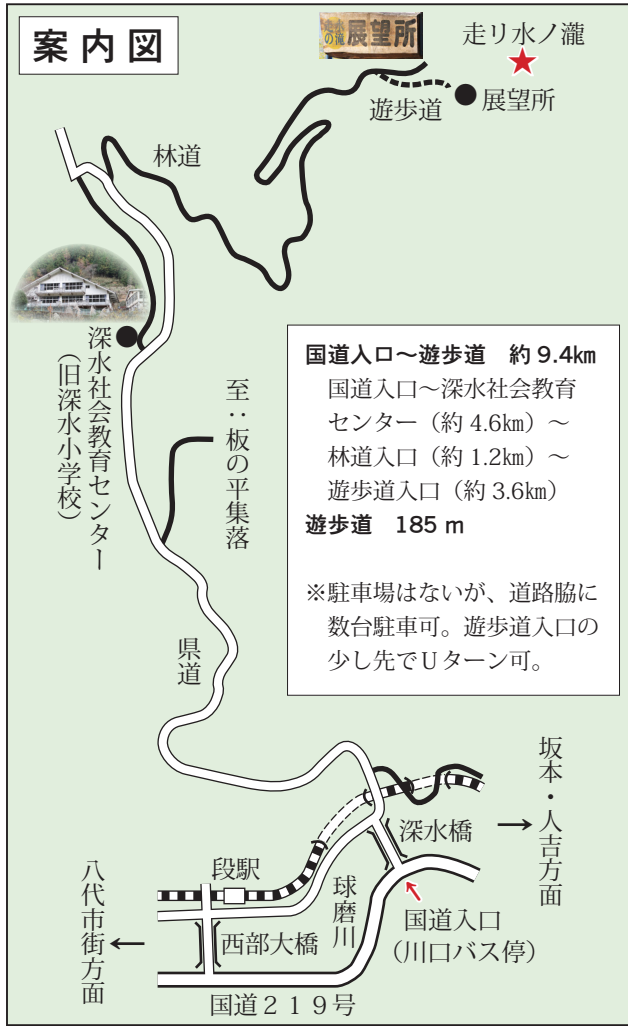 案内図
走水の滝 展望所
走リ水ノ瀧
展望所
遊歩道
林道
深水社会教育センター
（旧深水小学校）
至：板の平集落
国道入口〜遊歩道　約 9.4㎞
国道入口〜深水社会教育
センター（約 4.6㎞）〜
林道入口（約 1.2㎞）〜
遊歩道入口（約 3.6㎞）
遊歩道　185 m
※駐車場はないが、道路脇に
数台駐車可。遊歩道入口の
少し先でＵターン可。
県道
坂本・人吉方面
深水橋
段駅
球磨川
国道入口
（川口バス停）
八代市街方面
西部大橋
国道２１９号